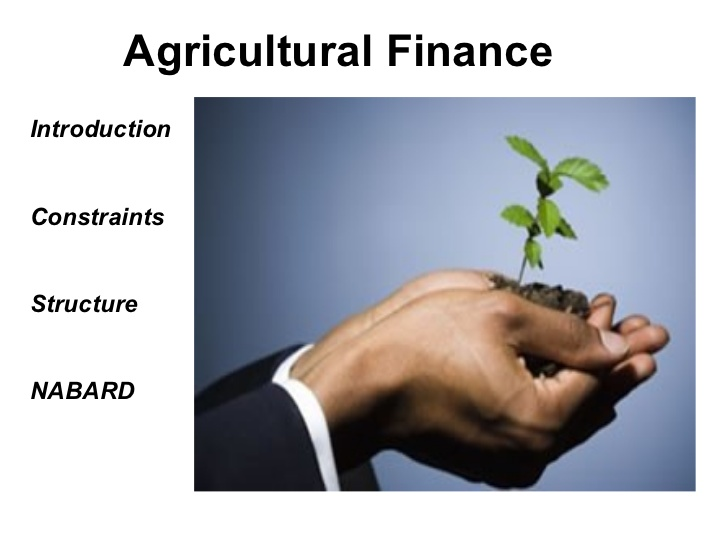 Agricultural Finance
Introduction
Constraints
Structure
NABARD